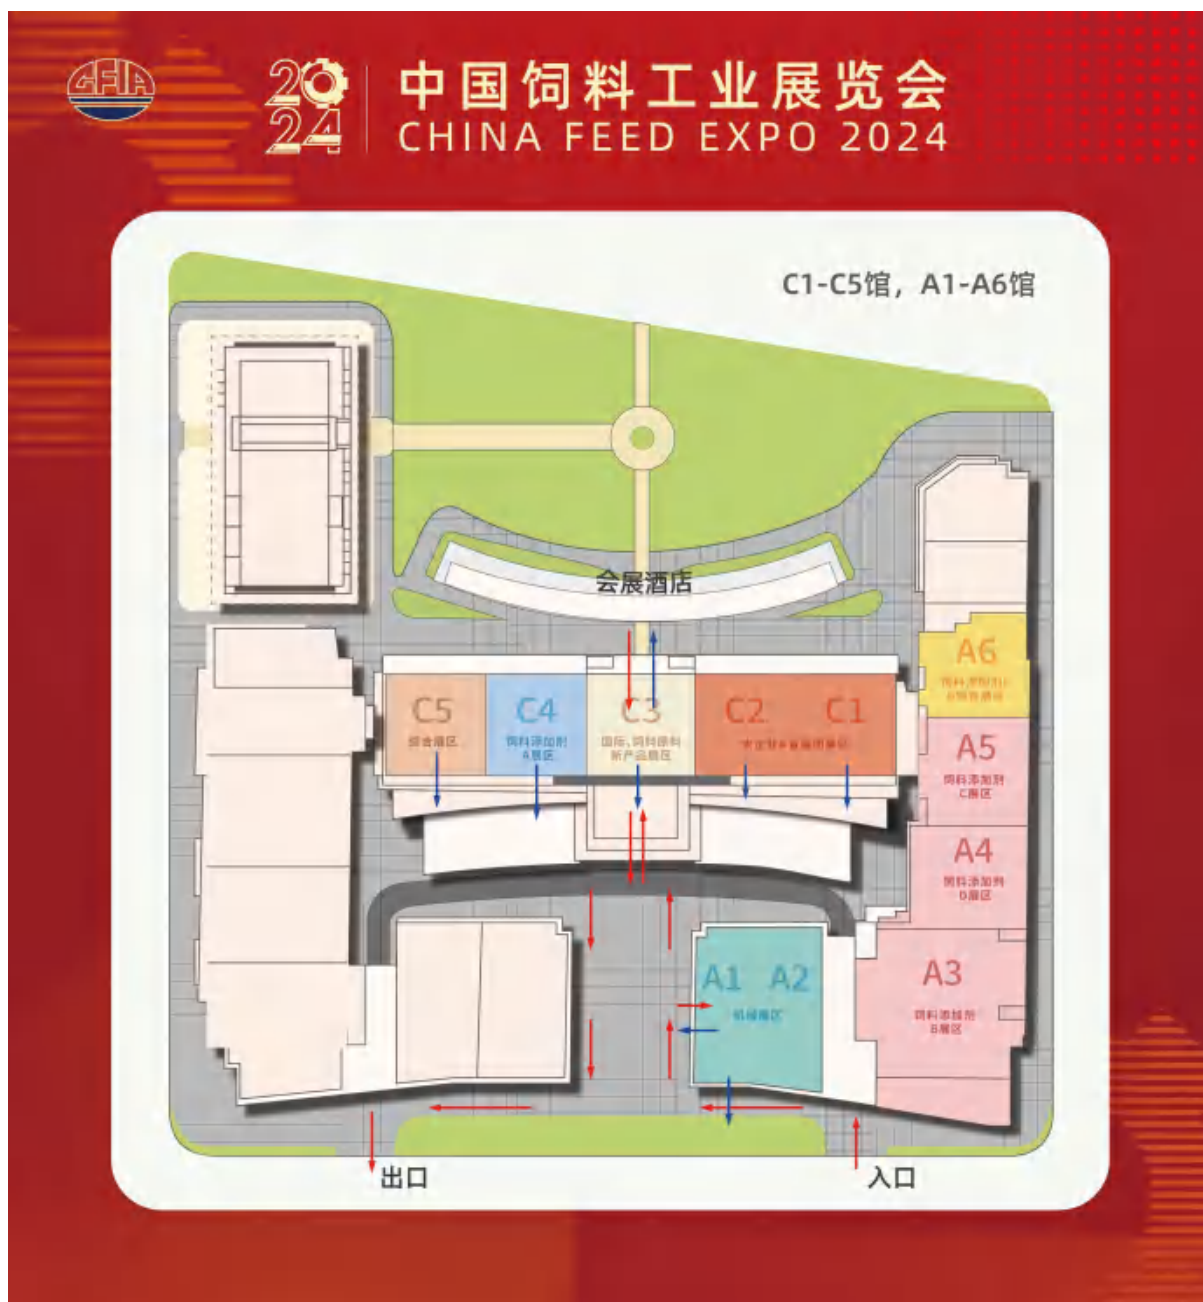 CFIA
2024
中国饲料工业展览会
CHINA FEED EXPO 2024
C1-C5馆，A1-A6馆
会展酒店
A6
C5
综合展区
C4
饲料添加剂
A展区
C3
国际、饲料原料
新产品展区
C2
C1
A5
饲料添加剂
C展区
A4
饲料添加剂
D展区
A1 A2
机械展区
A3
饲料添加剂
B展区
出口
入口